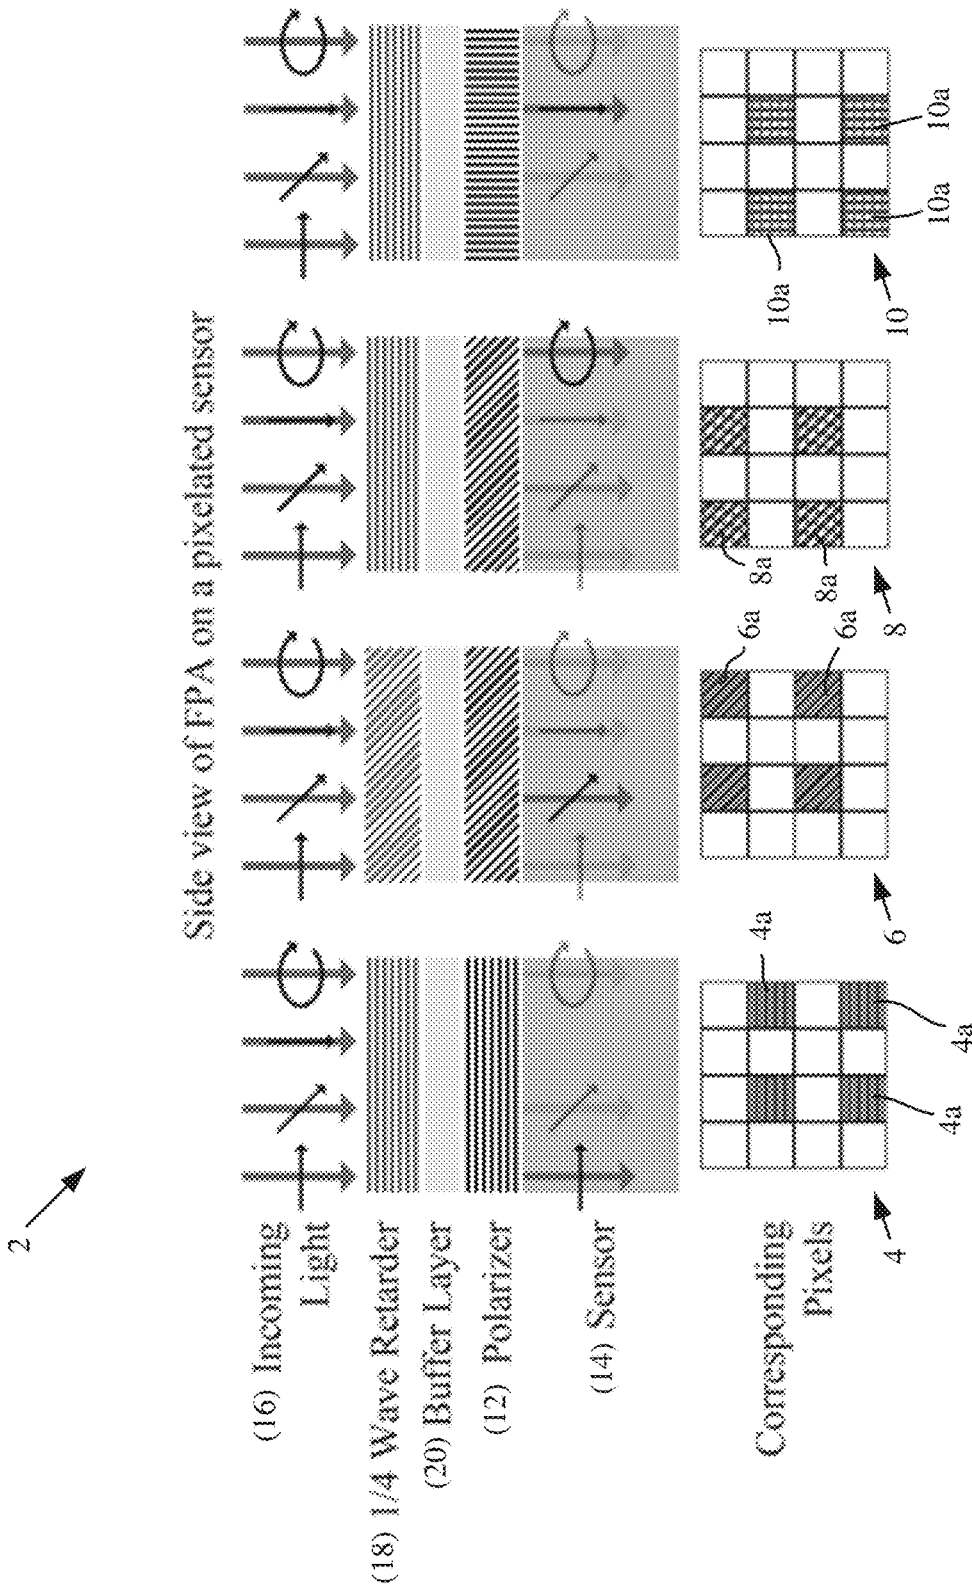 2
Side view of FPA on a pixelated sensor
(16) Incoming
Light
(18) 1/4 Wave Retarder
(20) Buffer Layer
(12) Polarizer
(14) Sensor
Corresponding
Pixels
4a
4a
4a
4
6a
6a
6
8a
8a
8
10a
10a
10a
10